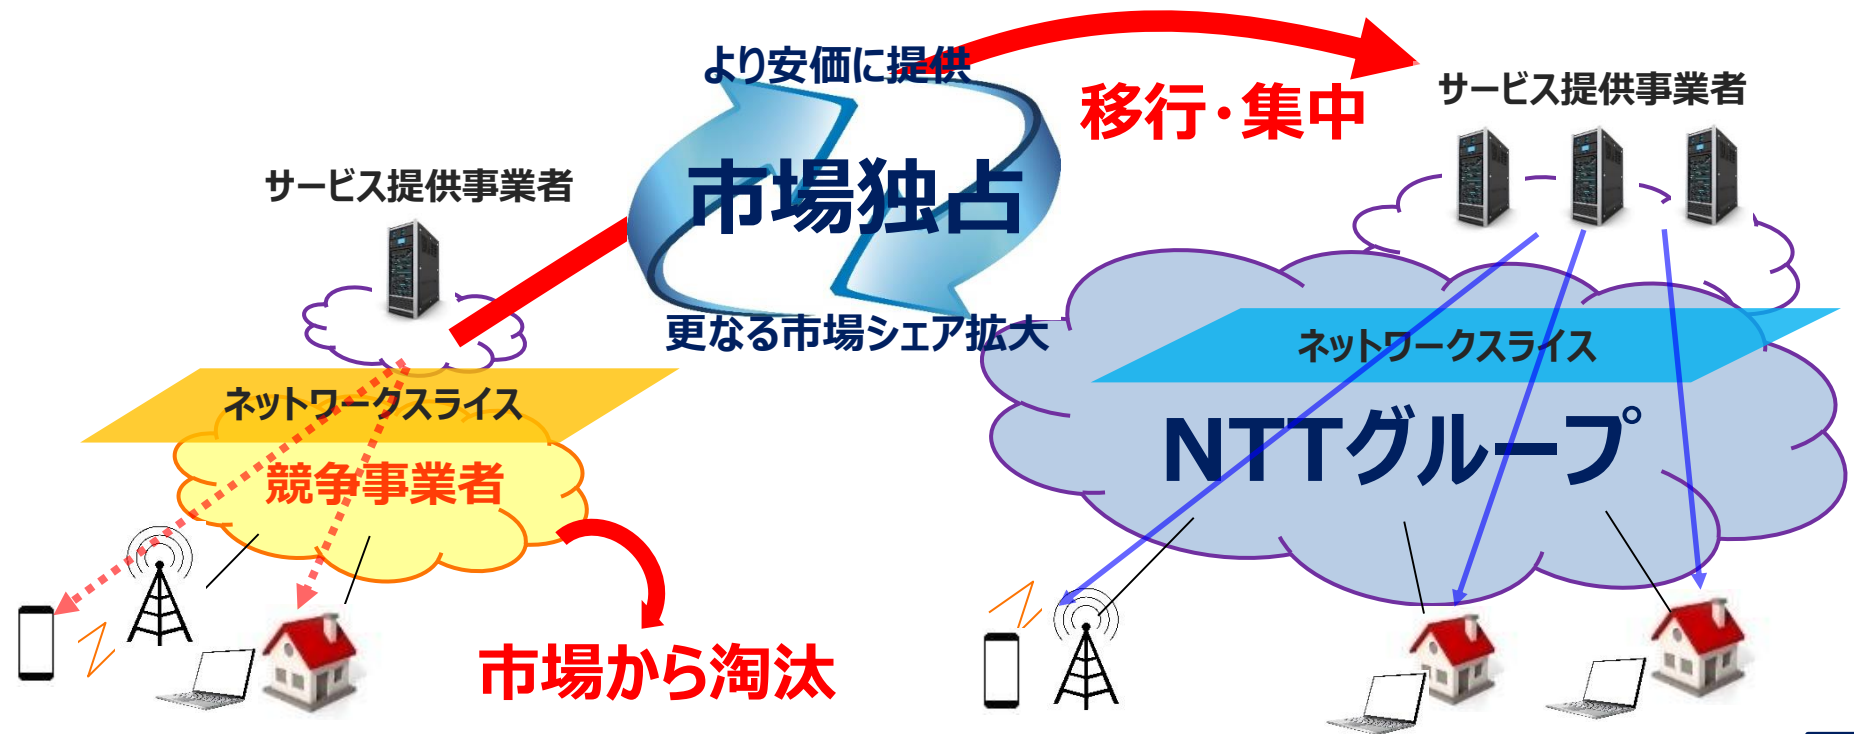 より安価に提供
移行・集中
サービス提供事業者
サービス提供事業者
市場独占
更なる市場シェア拡大
ネットワークスライス
ネットワークスライス
競争事業者
NTTグループ
市場から淘汰